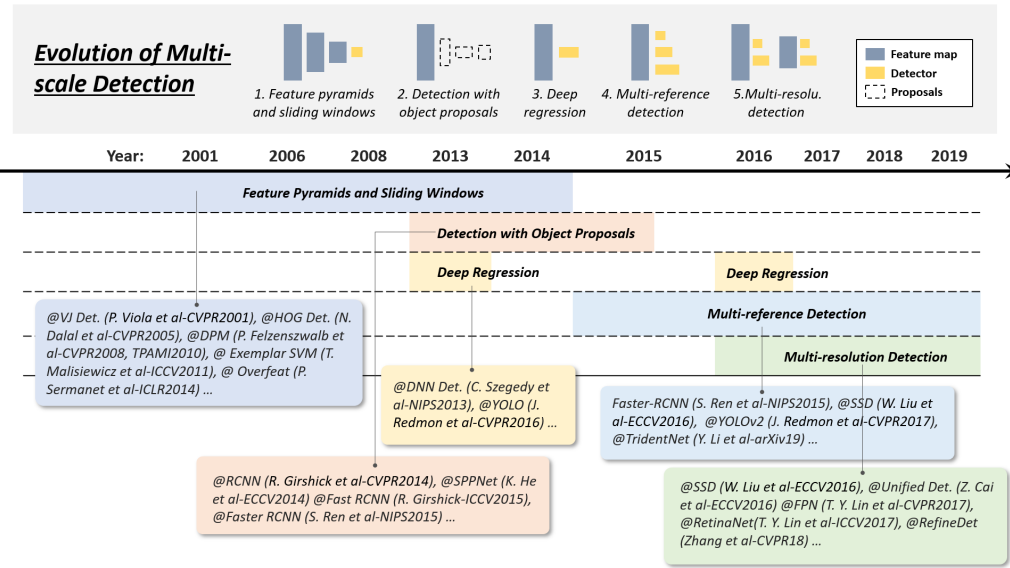 Evolution of Multi-
scale Detection
1. Feature pyramids
and sliding windows
2. Detection with
object proposals
3. Deep
regression
4. Multi-reference
detection
5.Multi-resolu.
detection
Feature map
Detector
Proposals
Year: 2001 2006 2008 2013 2014 2015 2016 2017 2018 2019
Feature Pyramids and Sliding Windows
Detection with Object Proposals
Deep Regression Deep Regression
Multi-reference Detection
Multi-resolution Detection
@VJ Det. (P. Viola et al-CVPR2001), @HOG Det. (N.
Dalal et al-CVPR2005), @DPM (P. Felzenszwalb et
al-CVPR2008, TPAMI2010), @ Exemplar SVM (T.
Malisiewicz et al-ICCV2011), @ Overfeat (P.
Sermanet et al-ICLR2014) ...
@DNN Det. (C. Szegedy et
al-NIPS2013), @YOLO (J.
Redmon et al-CVPR2016) ...
Faster-RCNN (S. Ren et al-NIPS2015), @SSD (W. Liu et
al-ECCV2016), @YOLOv2 (J. Redmon et al-CVPR2017),
@TridentNet (Y. Li et al-arXiv19) ...
@RCNN (R. Girshick et al-CVPR2014), @SPPNet (K. He
et al-ECCV2014) @Fast RCNN (R. Girshick-ICCV2015),
@Faster RCNN (S. Ren et al-NIPS2015) ...
@SSD (W. Liu et al-ECCV2016), @Unified Det. (Z. Cai
et al-ECCV2016) @FPN (T. Y. Lin et al-CVPR2017),
@RetinaNet(T. Y. Lin et al-ICCV2017), @RefineDet
(Zhang et al-CVPR18) ...